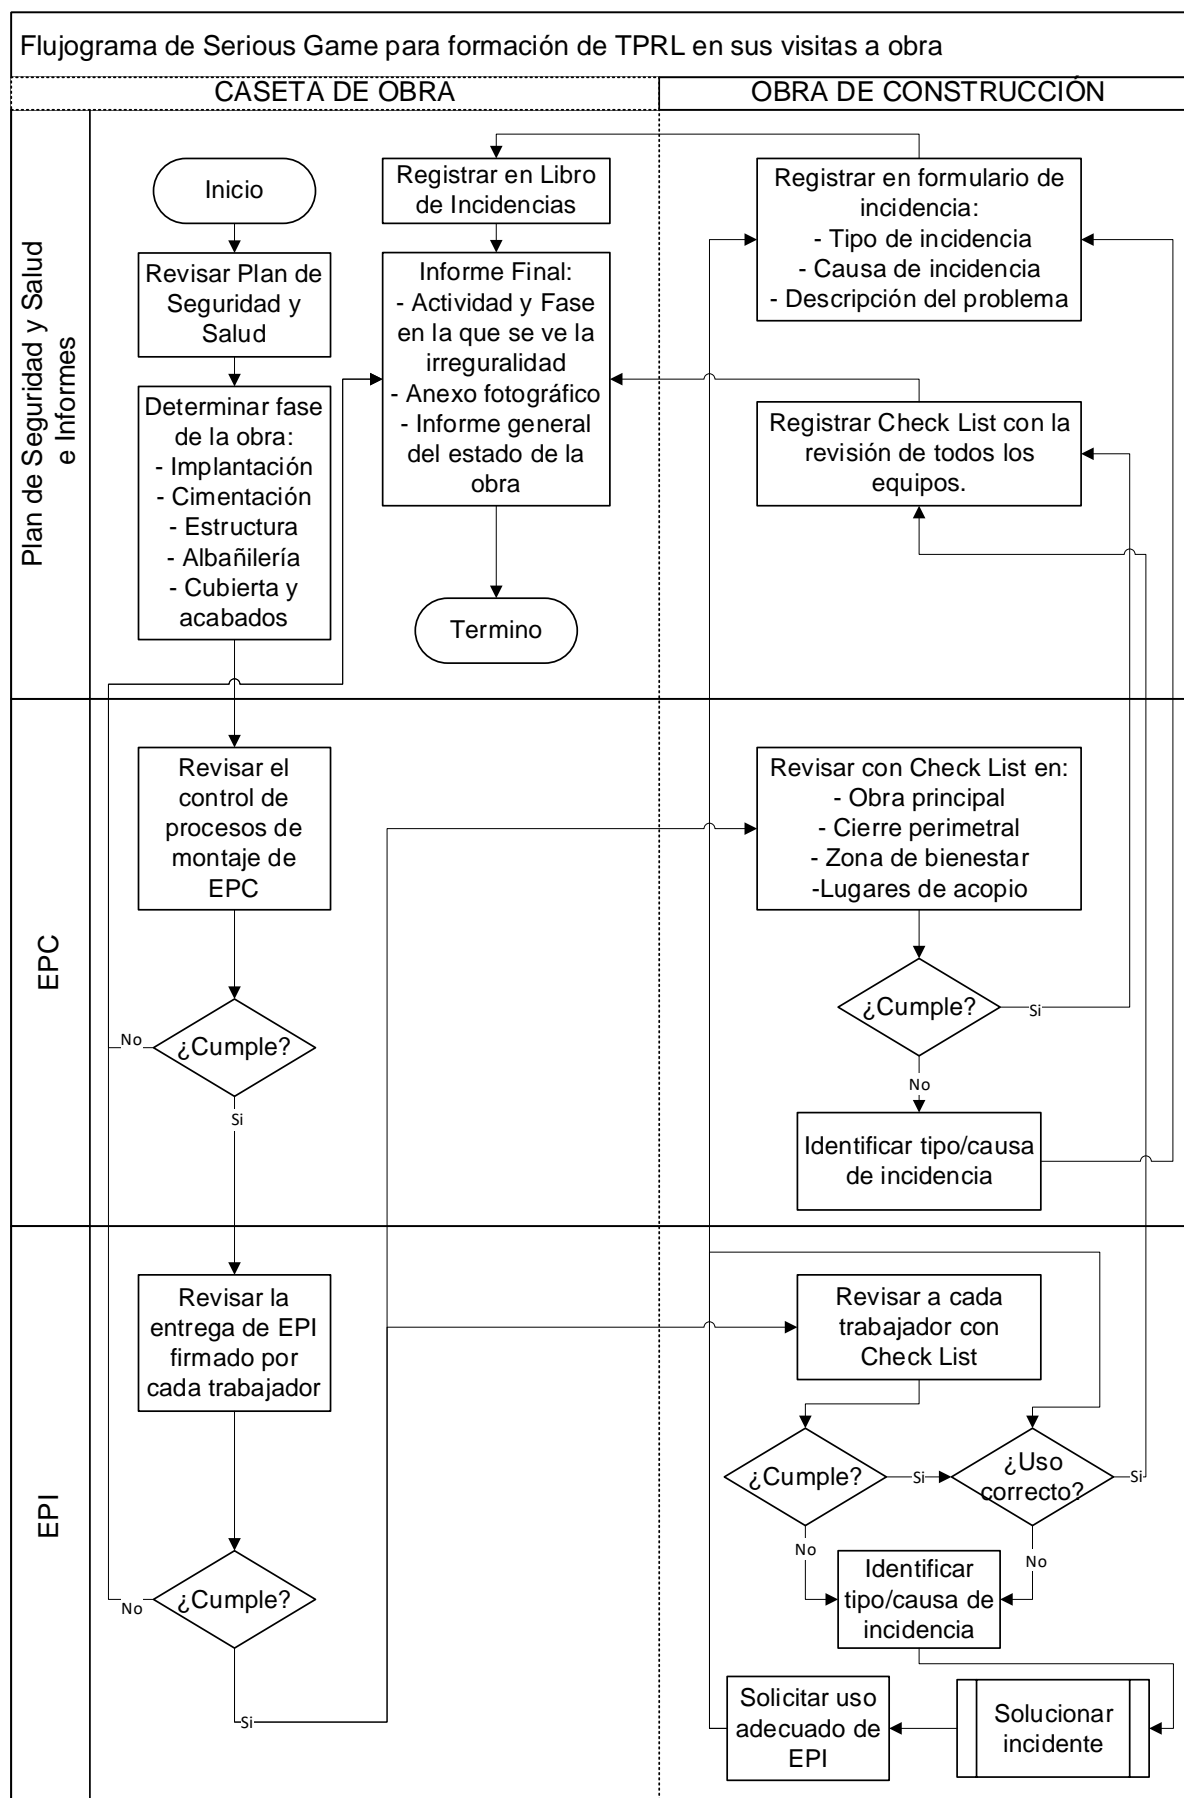 Flujograma de Serious Game para formación de TPRL en sus visitas a obra
CASETA DE OBRA
OBRA DE CONSTRUCCIÓN
Plan de Seguridad y Salud
e Informes
Inicio
Revisar Plan de
Seguridad y
Salud
Determinar fase
de la obra:
- Implantación
- Cimentación
- Estructura
- Albañilería
- Cubierta y
acabados
Registrar en Libro
de Incidencias
Informe Final:
- Actividad y Fase
en la que se ve la
irreguralidad
- Anexo fotográfico
- Informe general
del estado de la
obra
Termino
Registrar en formulario de
incidencia:
- Tipo de incidencia
- Causa de incidencia
- Descripción del problema
Registrar Check List con la
revisión de todos los
equipos.
EPC
Revisar el
control de
procesos de
montaje de
EPC
¿Cumple?
No
Si
Revisar con Check List en:
- Obra principal
- Cierre perimetral
- Zona de bienestar
-Lugares de acopio
¿Cumple?
Si
No
Identificar tipo/causa
de incidencia
EPI
Revisar la
entrega de EPI
firmado por
cada trabajador
¿Cumple?
No
Si
Revisar a cada
trabajador con
Check List
¿Cumple?
Si
¿Uso
correcto?
Si
No
No
Identificar
tipo/causa de
incidencia
Solicitar uso
adecuado de
EPI
Solucionar
incidente